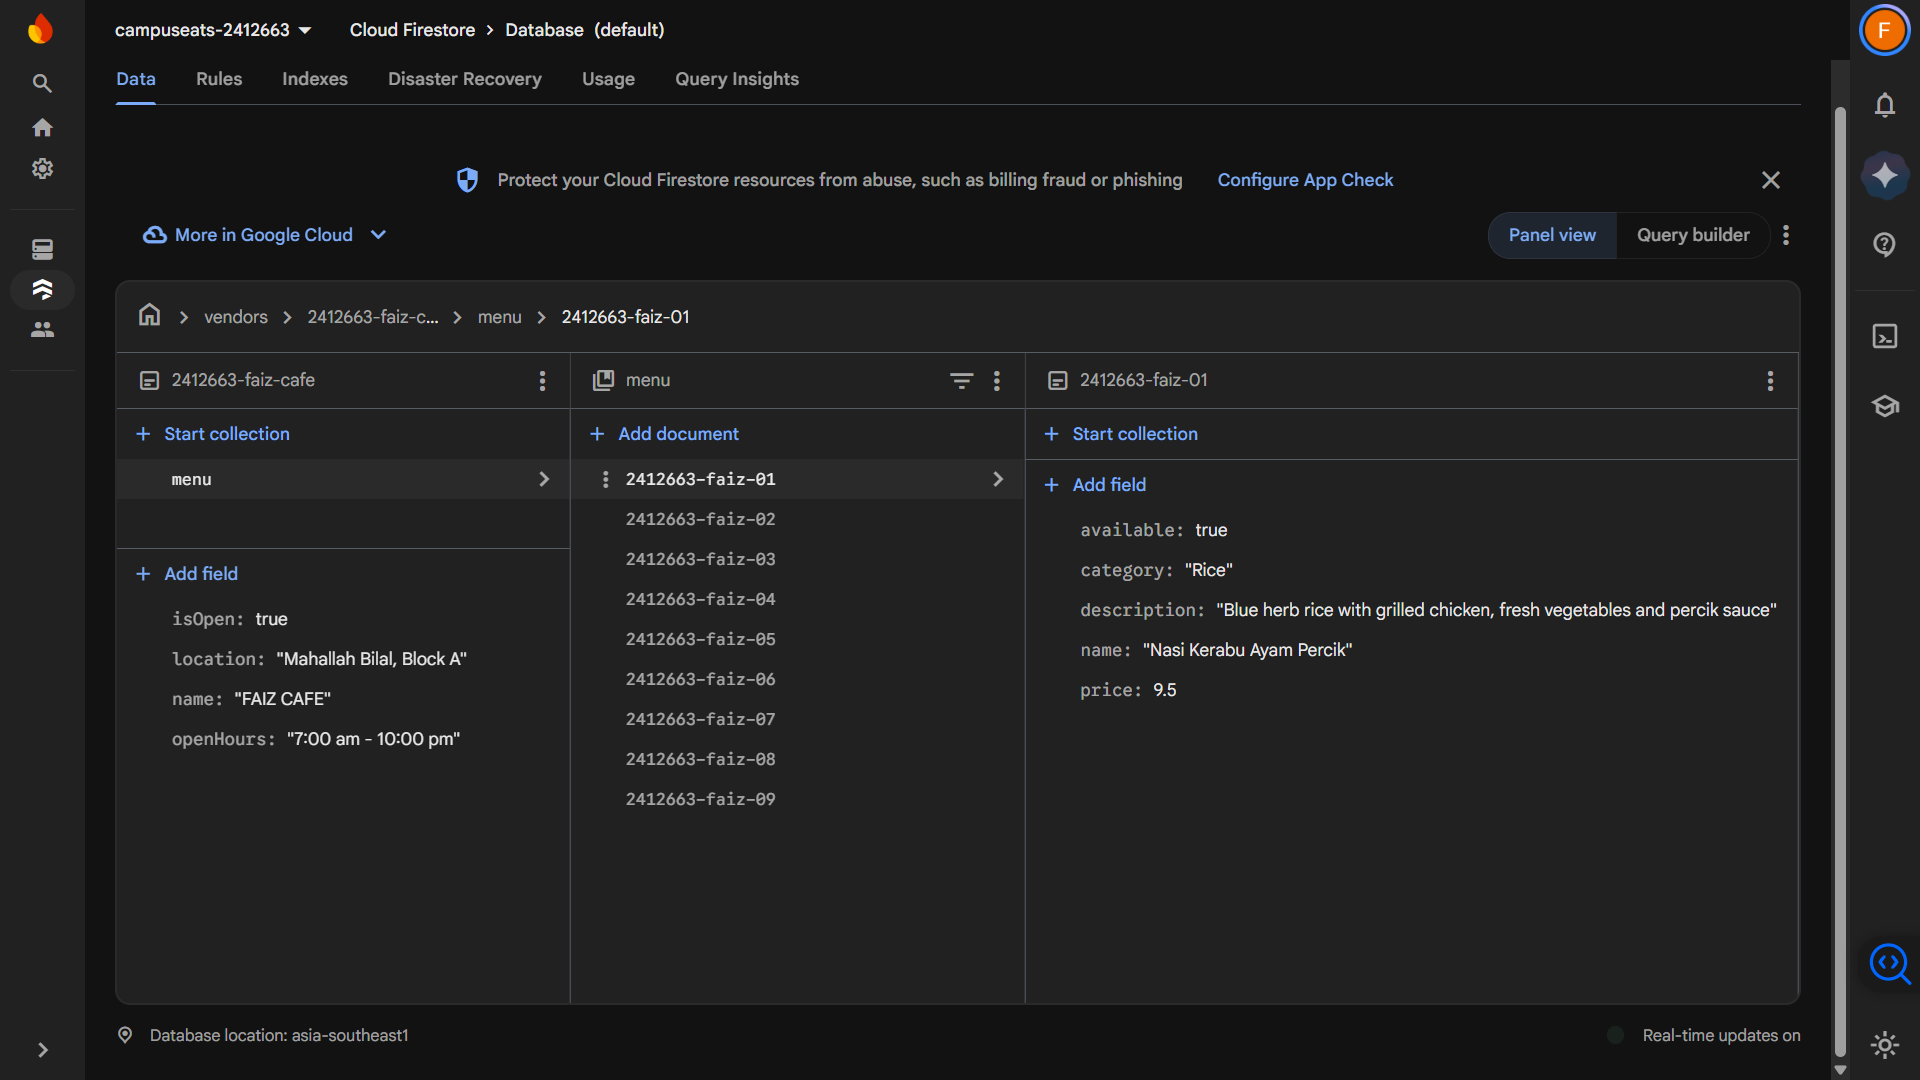 campuseats-2412663
Cloud Firestore > Database (default)
F
Data Rules Indexes Disaster Recovery Usage Query Insights
Protect your Cloud Firestore resources from abuse, such as billing fraud or phishing Configure App Check
More in Google Cloud
Panel view Query builder
vendors > 2412663-faiz-c... > menu > 2412663-faiz-01
2412663-faiz-cafe
+ Start collection
menu
+ Add field
isOpen: true
location: "Mahallah Bilal, Block A"
name: "FAIZ CAFE"
openHours: "7:00 am - 10:00 pm"
menu
+ Add document
2412663-faiz-01
2412663-faiz-02
2412663-faiz-03
2412663-faiz-04
2412663-faiz-05
2412663-faiz-06
2412663-faiz-07
2412663-faiz-08
2412663-faiz-09
2412663-faiz-01
+ Start collection
+ Add field
available: true
category: "Rice"
description: "Blue herb rice with grilled chicken, fresh vegetables and percik sauce"
name: "Nasi Kerabu Ayam Percik"
price: 9.5
Database location: asia-southeast1
Real-time updates on